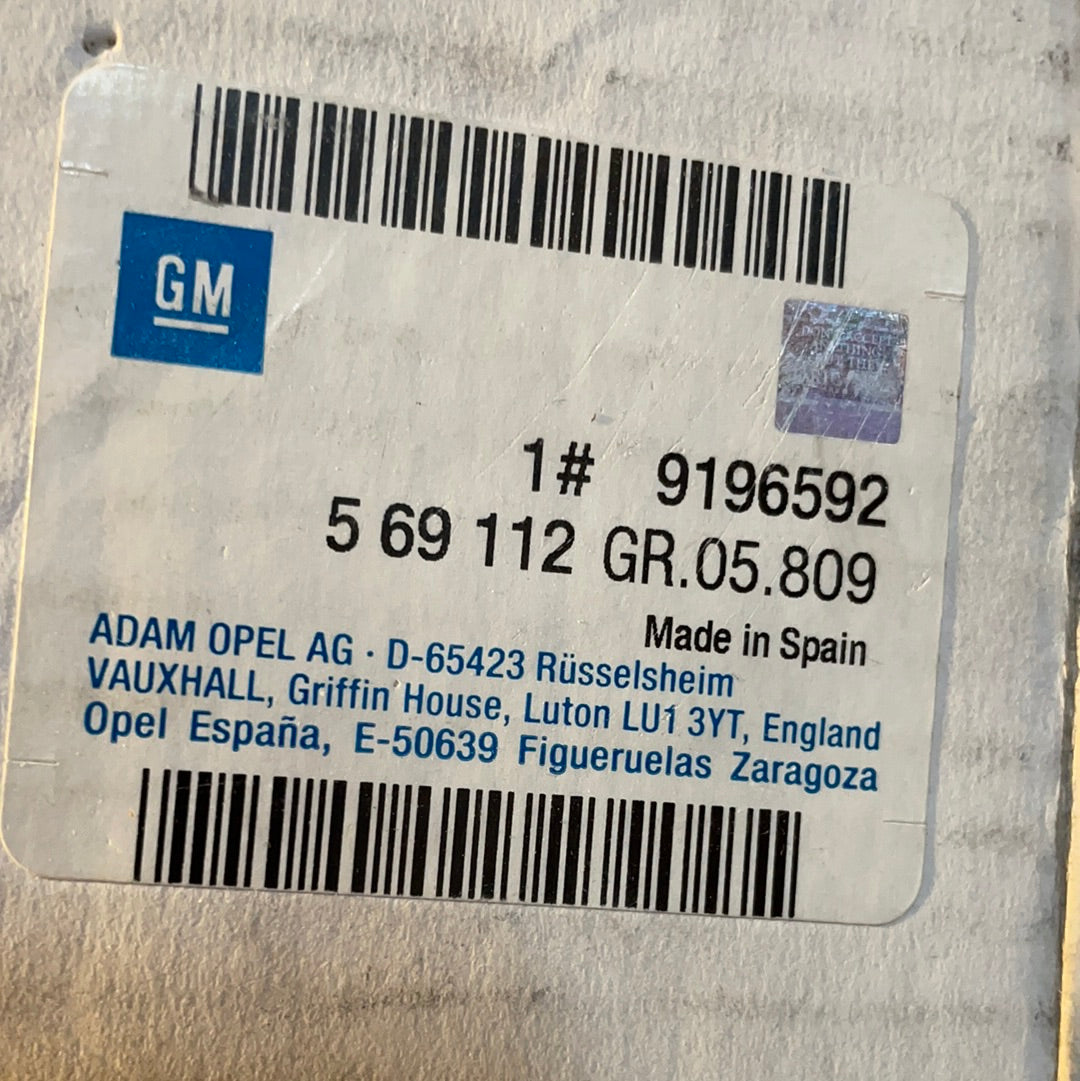 GM
1# 9196592
5 69 112 GR.05.809
Made in Spain
ADAM OPEL AG · D-65423 Rüsselsheim
VAUXHALL, Griffin House, Luton LU1 3YT, England
Opel España, E-50639 Figueruelas Zaragoza